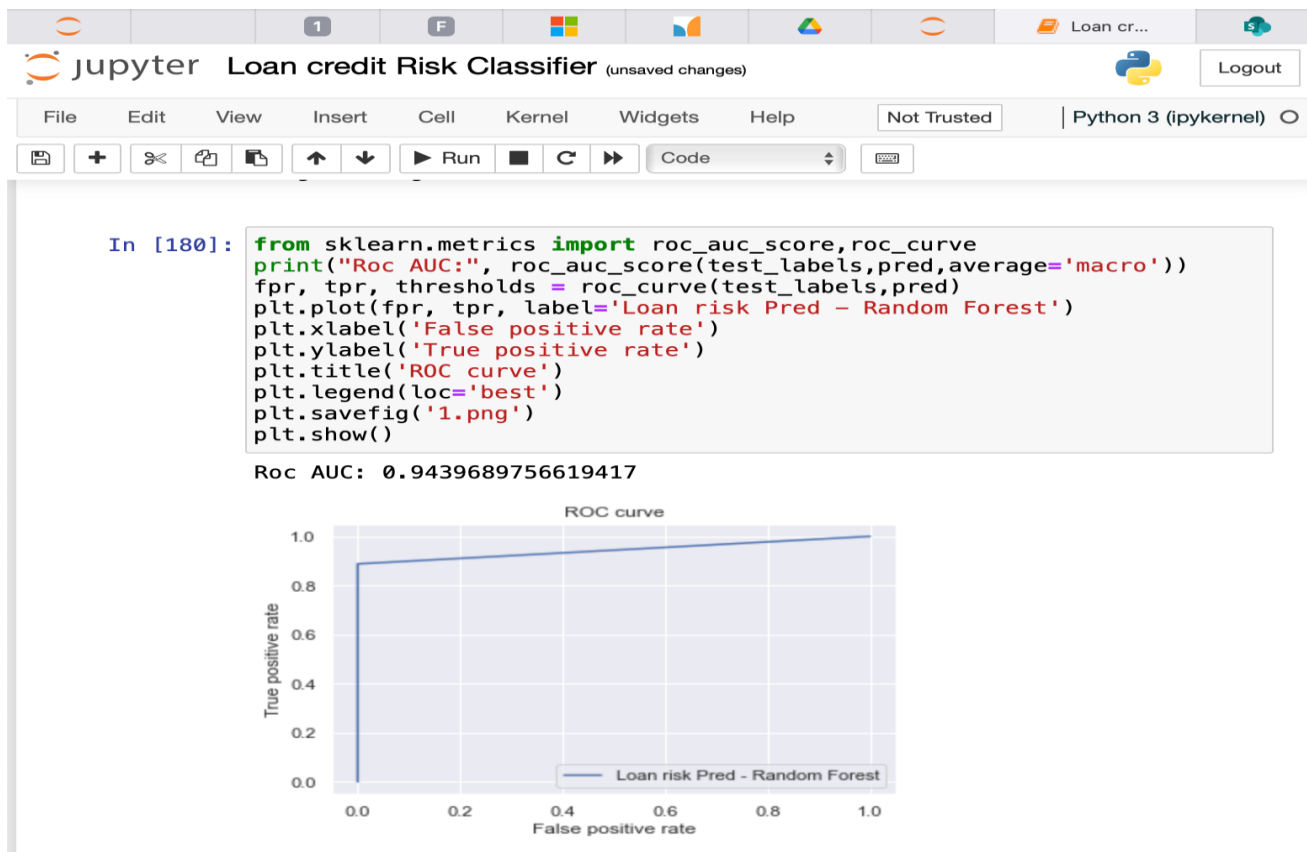 1 F Loan cr... S
jupyter Loan credit Risk Classifier (unsaved changes) Logout
File Edit View Insert Cell Kernel Widgets Help Not Trusted Python 3 (ipykernel)
Run Code
In [180]: from sklearn.metrics import roc_auc_score,roc_curve
print("Roc AUC:", roc_auc_score(test_labels,pred,average='macro'))
fpr, tpr, thresholds = roc_curve(test_labels,pred)
plt.plot(fpr, tpr, label='Loan risk Pred – Random Forest')
plt.xlabel('False positive rate')
plt.ylabel('True positive rate')
plt.title('ROC curve')
plt.legend(loc='best')
plt.savefig('1.png')
plt.show()
Roc AUC: 0.9439689756619417
ROC curve
1.0
0.8
0.6
0.4
0.2
0.0
True positive rate
Loan risk Pred - Random Forest
0.0 0.2 0.4 0.6 0.8 1.0
False positive rate